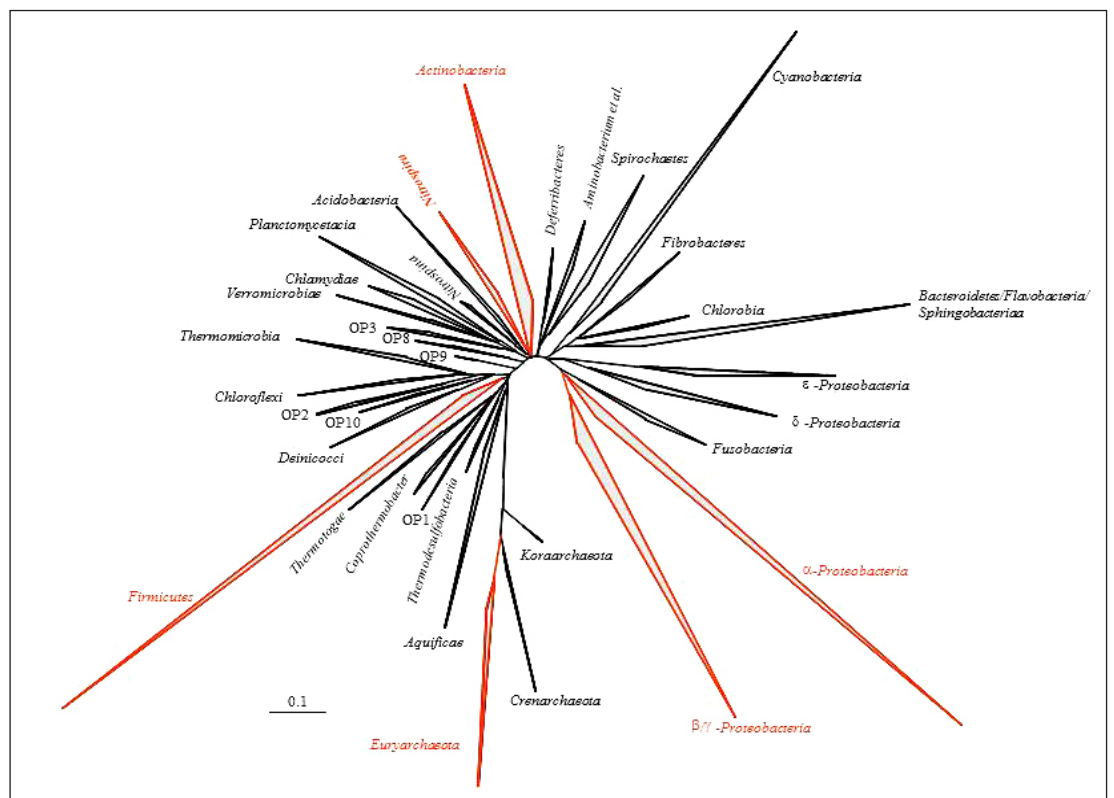 Cyanobacteria
Actinobacteria
Aminobacterium et al.
Deferribacteres
Spirochaetes
Nitrospira
Acidobacteria
Planctomycetacia
Fibrobacteres
Nitrospina
Chlamydiae
Verromicrobiae
Bacteroidetes/Flavobacteria/
Sphingobacteriaa
Chlorobia
OP3
OP8
Thermomicrobia
OP9
ε -Proteobacteria
Chloroflexi
OP2
OP10
δ -Proteobacteria
Deinicocci
Fusobacteria
Thermotogae
Coprothermobacter
OP1
Thermodesulfobacteria
Koraarchaeota
α-Proteobacteria
Firmicutes
Aquificae
Crenarchaeota
0.1
β/γ -Proteobacteria
Euryarchaeota